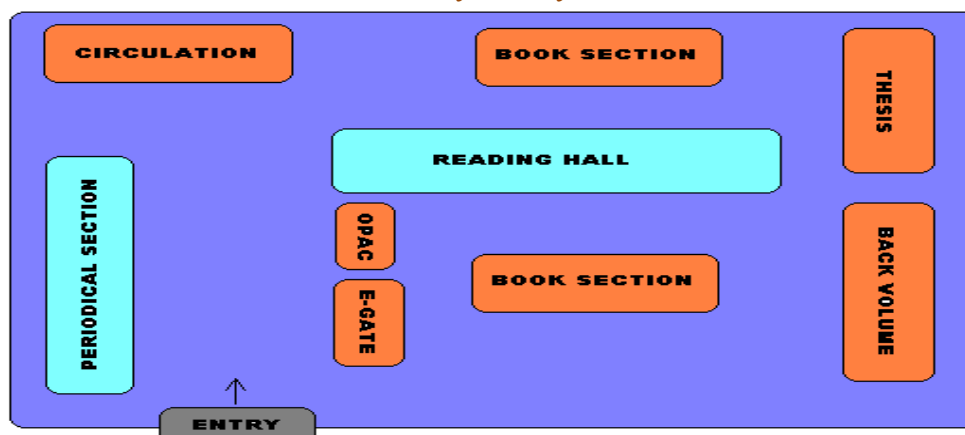 CIRCULATION
BOOK SECTION
THESIS
READING HALL
PERIODICAL SECTION
OPAC
BOOK SECTION
BACK VOLUME
E-GATE
ENTRY